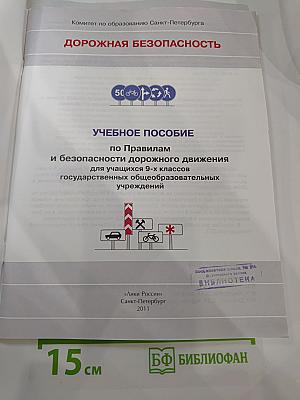 Комитет по образованию Санкт-Петербурга
ДОРОЖНАЯ БЕЗОПАСНОСТЬ
50
УЧЕБНОЕ ПОСОБИЕ
по Правилам
и безопасности дорожного движения
для учащихся 9-х классов
государственных общеобразовательных
учреждений
«Лики России»
Санкт-Петербург
2011
БИБЛИОТЕКА
15 см
БФ БИБЛИОФАН